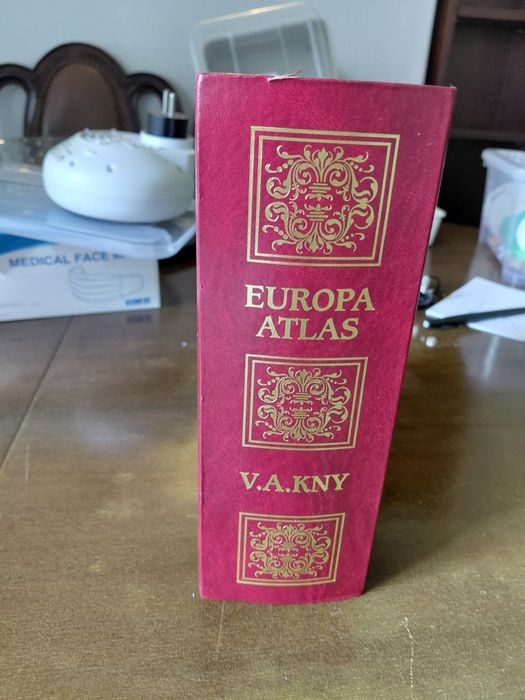 MEDICAL FACE
EUROPA
ATLAS
V.A.KNY